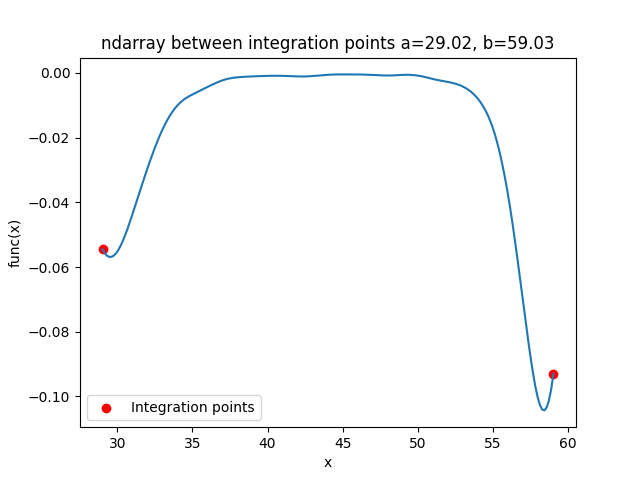 ndarray between integration points a=29.02, b=59.03
0.00
−0.02
−0.04
−0.06
−0.08
−0.10
func(x)
Integration points
30 35 40 45 50 55 60
x